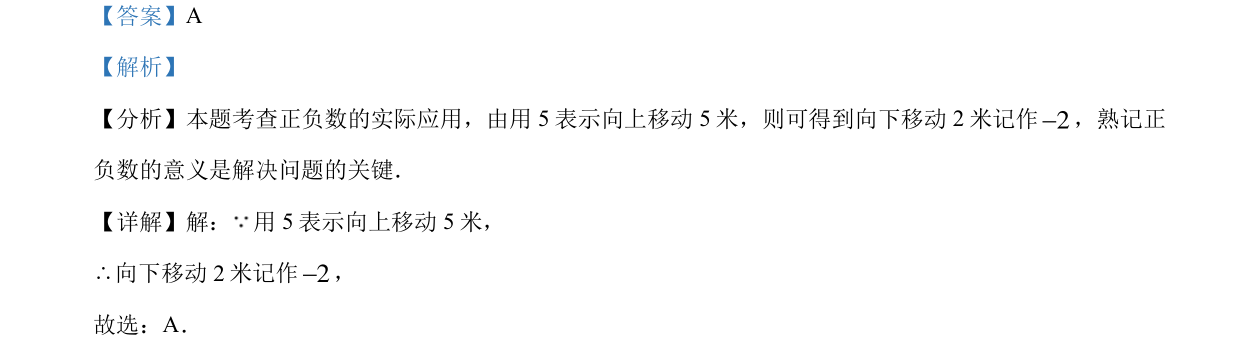 【答案】A
【解析】
【分析】本题考查正负数的实际应用，由用 5 表示向上移动 5 米，则可得到向下移动 2 米记作 −2，熟记正
负数的意义是解决问题的关键．
【详解】解：∵用 5 表示向上移动 5 米，
∴向下移动 2 米记作 −2，
故选：A．